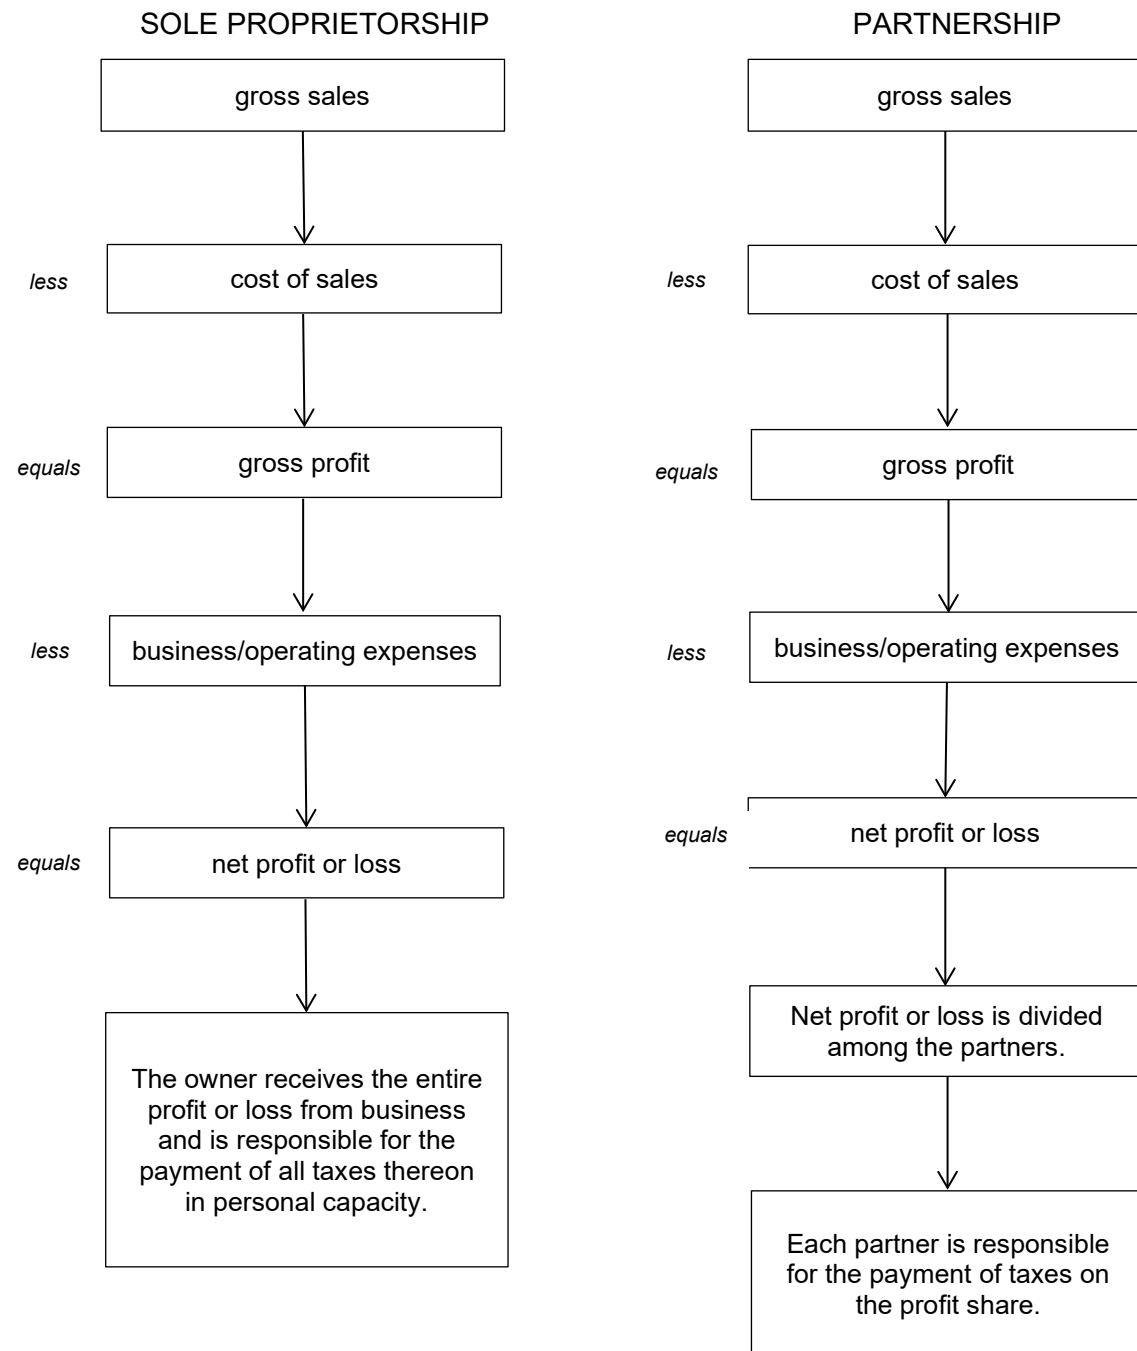 SOLE PROPRIETORSHIP
gross sales
less
cost of sales
equals
gross profit
less
business/operating expenses
equals
net profit or loss
The owner receives the entire
profit or loss from business
and is responsible for the
payment of all taxes thereon
in personal capacity.
PARTNERSHIP
gross sales
less
cost of sales
equals
gross profit
less
business/operating expenses
equals
net profit or loss
Net profit or loss is divided
among the partners.
Each partner is responsible
for the payment of taxes on
the profit share.